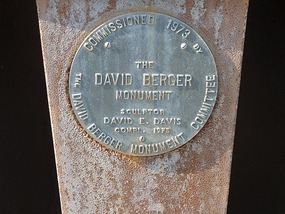 COMMISSIONED 1973 BY
THE DAVID BERGER MONUMENT COMMITTEE
THE
DAVID BERGER
MONUMENT
SCULPTOR
DAVID E. DAVIS
COMPL. 1975